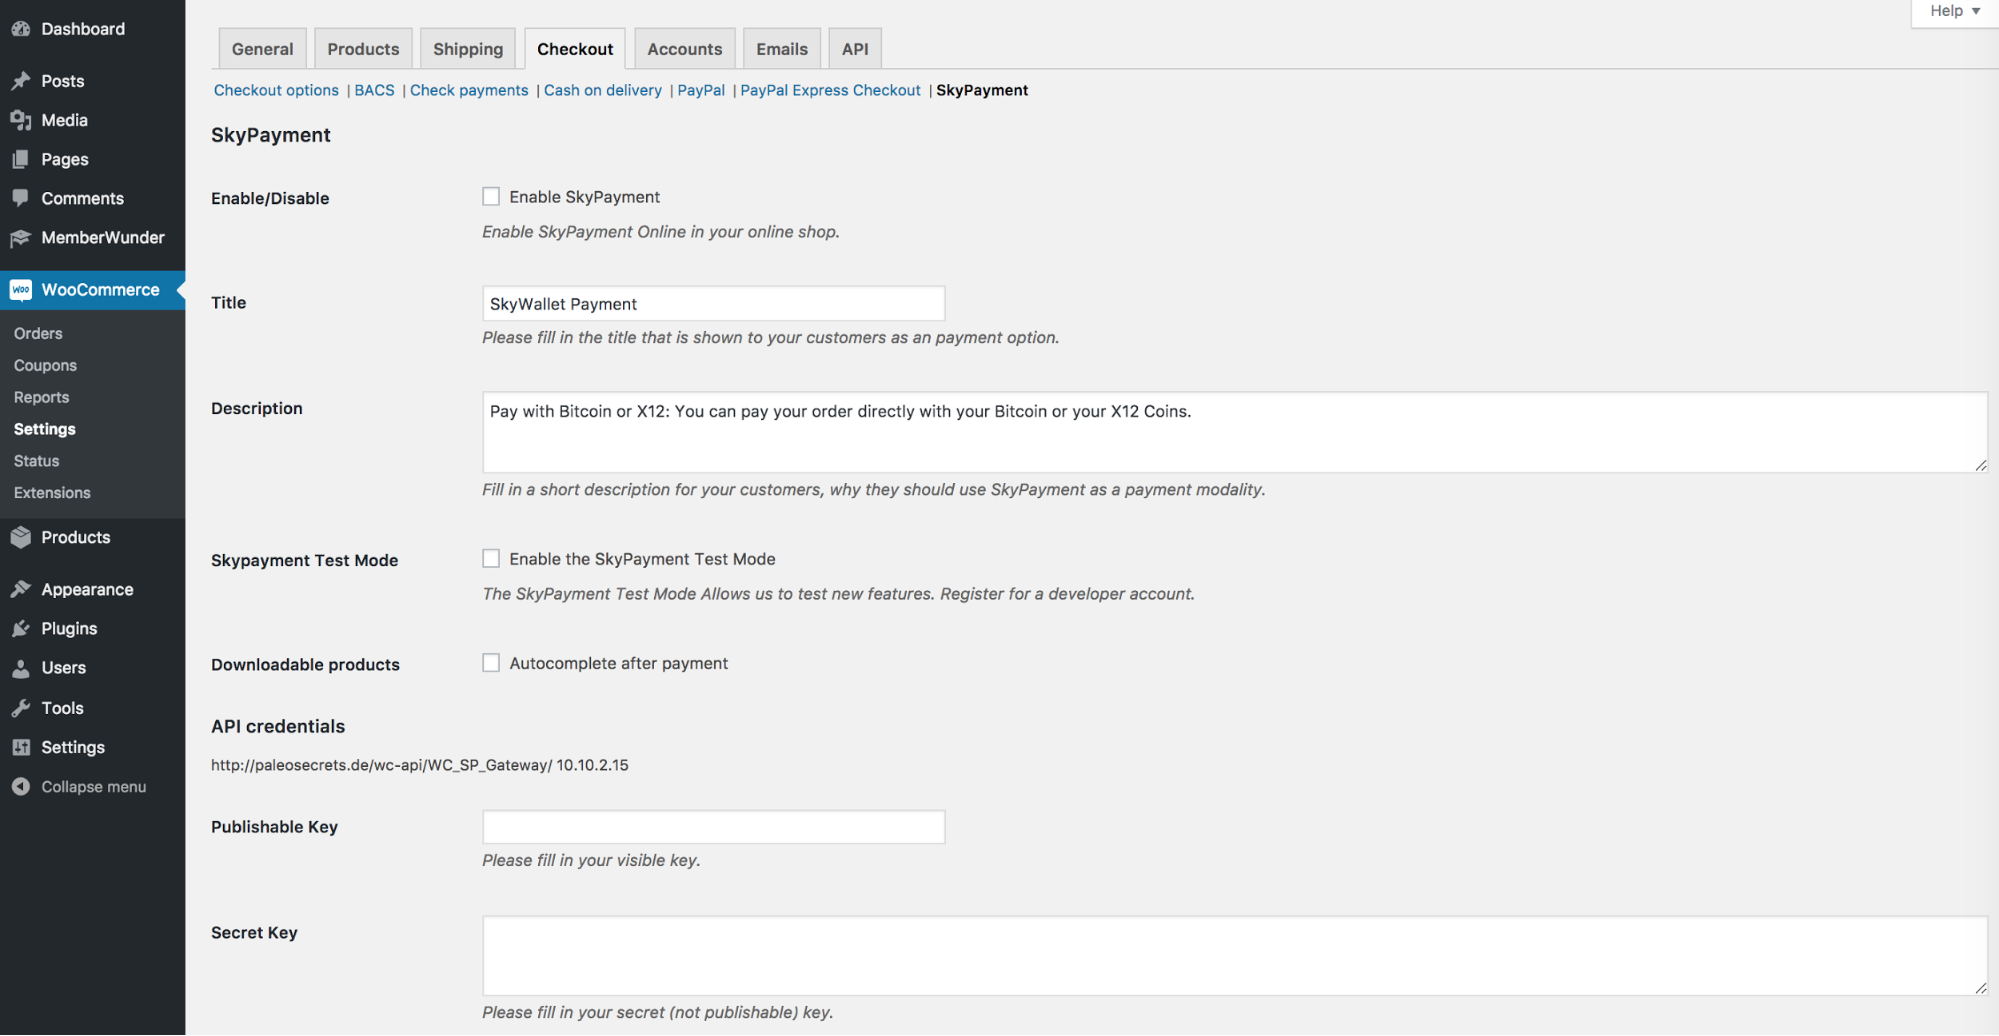 Dashboard
Posts
Media
Pages
Comments
MemberWunder
woo WooCommerce
Orders
Coupons
Reports
Settings
Status
Extensions
Products
Appearance
Plugins
Users
Tools
Settings
Collapse menu
Help ▼
General Products Shipping Checkout Accounts Emails API
Checkout options | BACS | Check payments | Cash on delivery | PayPal | PayPal Express Checkout | SkyPayment
SkyPayment
Enable/Disable Enable SkyPayment
Enable SkyPayment Online in your online shop.
Title SkyWallet Payment
Please fill in the title that is shown to your customers as an payment option.
Description Pay with Bitcoin or X12: You can pay your order directly with your Bitcoin or your X12 Coins.
Fill in a short description for your customers, why they should use SkyPayment as a payment modality.
Skypayment Test Mode Enable the SkyPayment Test Mode
The SkyPayment Test Mode Allows us to test new features. Register for a developer account.
Downloadable products Autocomplete after payment
API credentials
http://paleosecrets.de/wc-api/WC_SP_Gateway/ 10.10.2.15
Publishable Key
Please fill in your visible key.
Secret Key
Please fill in your secret (not publishable) key.